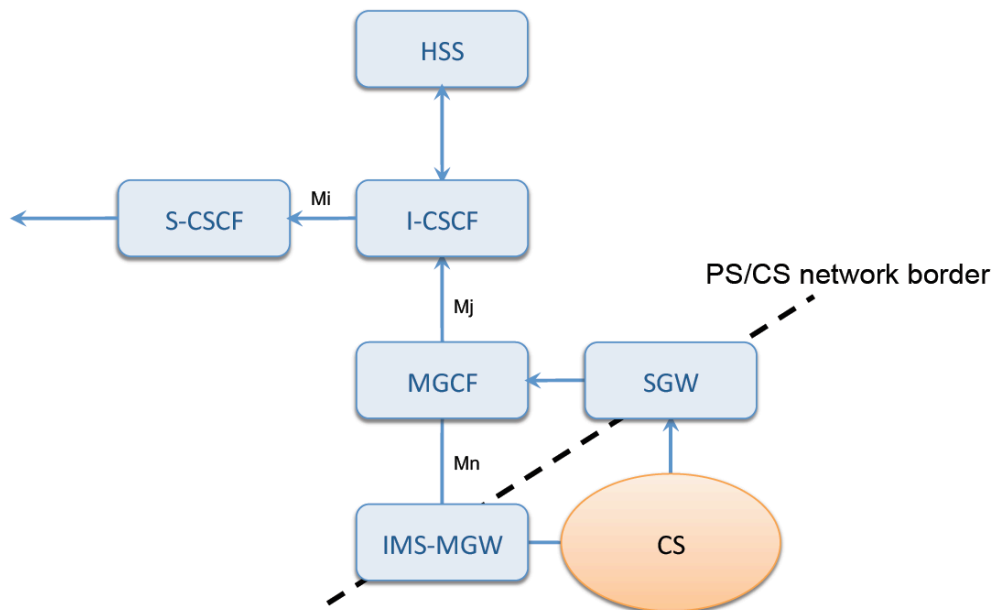 HSS
Mi
S-CSCF
I-CSCF
PS/CS network border
Mj
MGCF
SGW
Mn
IMS-MGW
CS